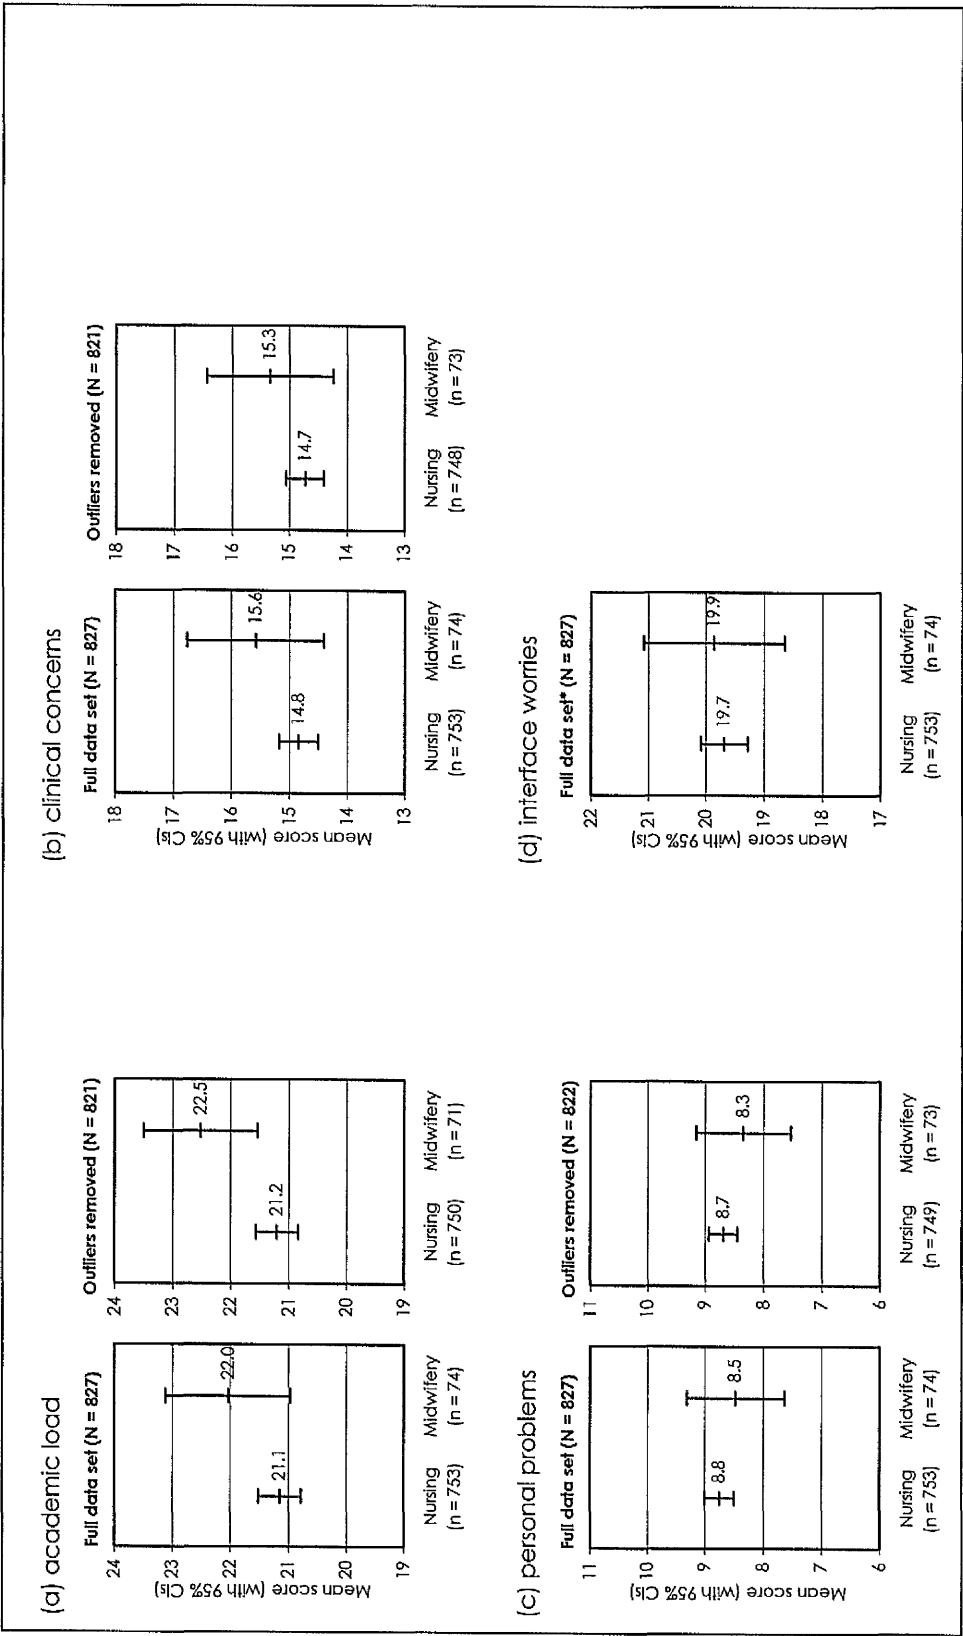 (a) academic load
Full data set (N = 827)
Mean score (with 95% CIs)
24
23
22
21
20
19
21.1
22.0
Nursing
(n = 753)
Midwifery
(n = 74)
Outliers removed (N = 821)
24
23
22
21
20
19
21.2
22.5
Nursing
(n = 750)
Midwifery
(n = 71)
(b) clinical concerns
Full data set (N = 827)
Mean score (with 95% CIs)
18
17
16
15
14
13
14.8
15.6
Nursing
(n = 753)
Midwifery
(n = 74)
Outliers removed (N = 821)
18
17
16
15
14
13
14.7
15.3
Nursing
(n = 748)
Midwifery
(n = 73)
(c) personal problems
Full data set (N = 827)
Mean score (with 95% CIs)
11
10
9
8
7
6
8.8
8.5
Nursing
(n = 753)
Midwifery
(n = 74)
Outliers removed (N = 822)
11
10
9
8
7
6
8.7
8.3
Nursing
(n = 749)
Midwifery
(n = 73)
(d) interface worries
Full data set* (N = 827)
Mean score (with 95% CIs)
22
21
20
19
18
17
19.7
19.9
Nursing
(n = 753)
Midwifery
(n = 74)